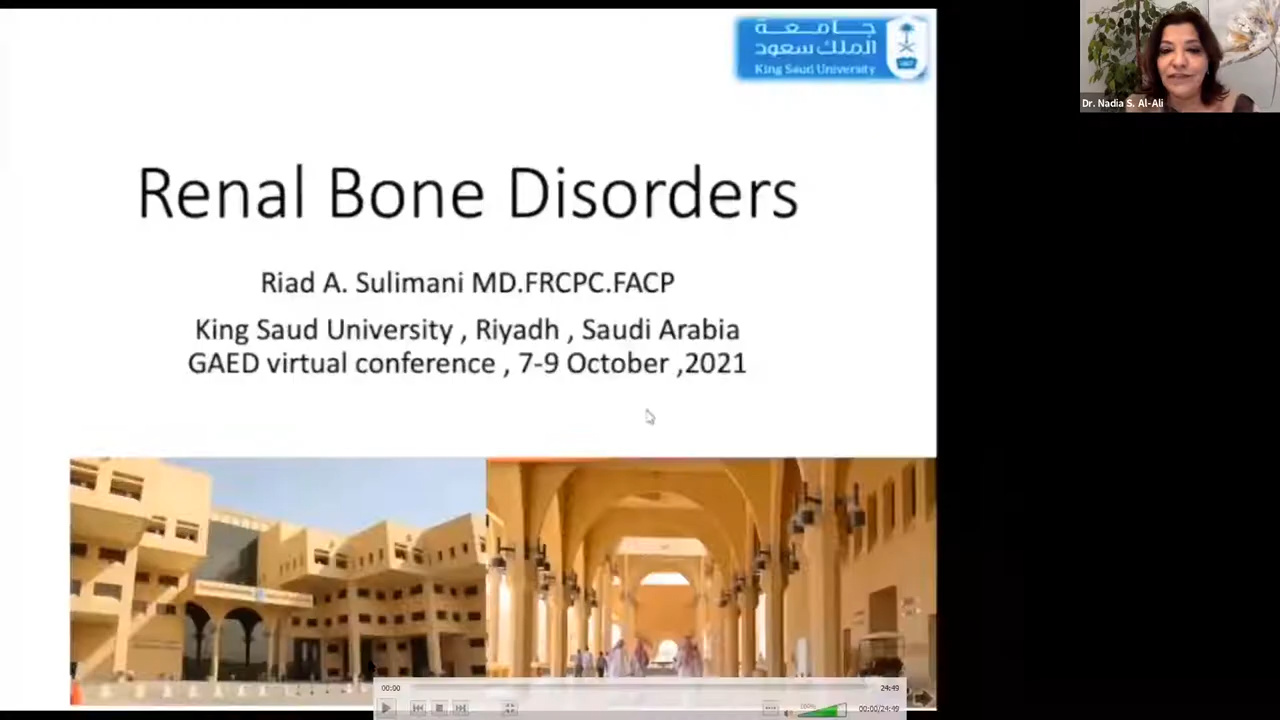 جامعة
الملك سعود
King Saud University
Dr. Nadia S. Al-Ali
Renal Bone Disorders
Riad A. Sulimani MD.FRCPC.FACP
King Saud University , Riyadh , Saudi Arabia
GAED virtual conference , 7-9 October ,2021
00:00
24:49
100%
00:00/24:49